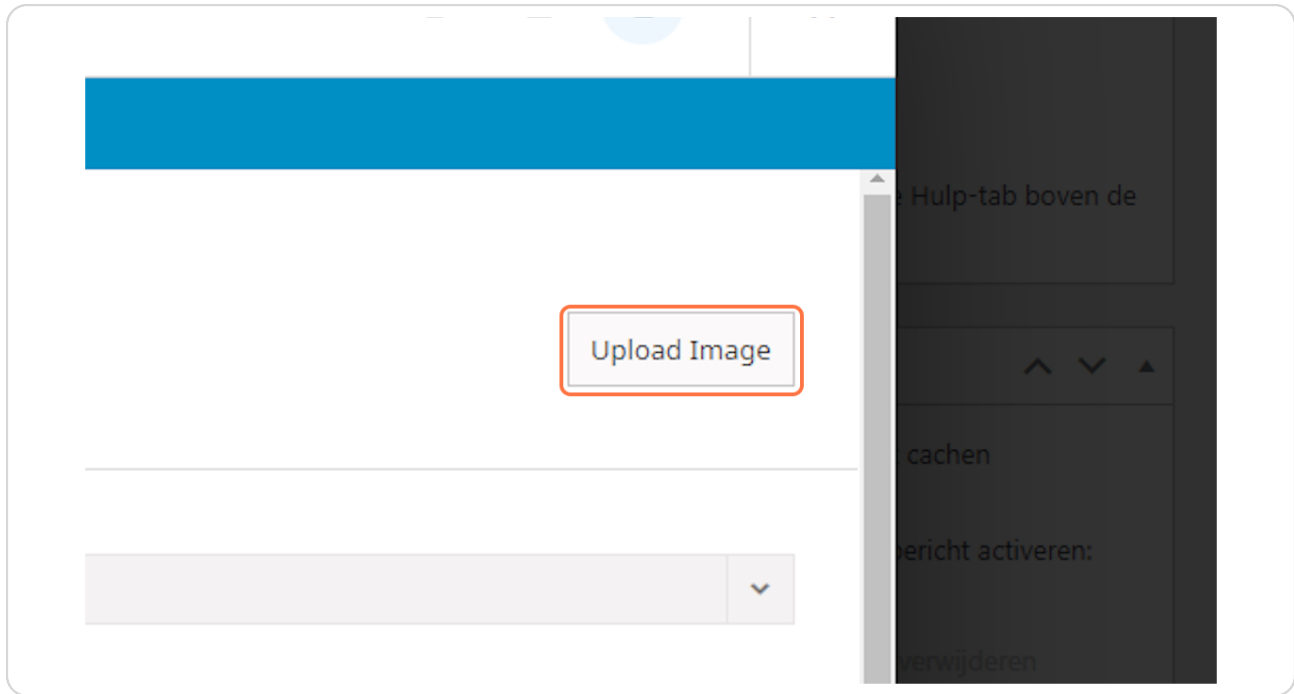 Hulp-tab boven de
Upload Image
cachen
bericht activeren:
verwijderen